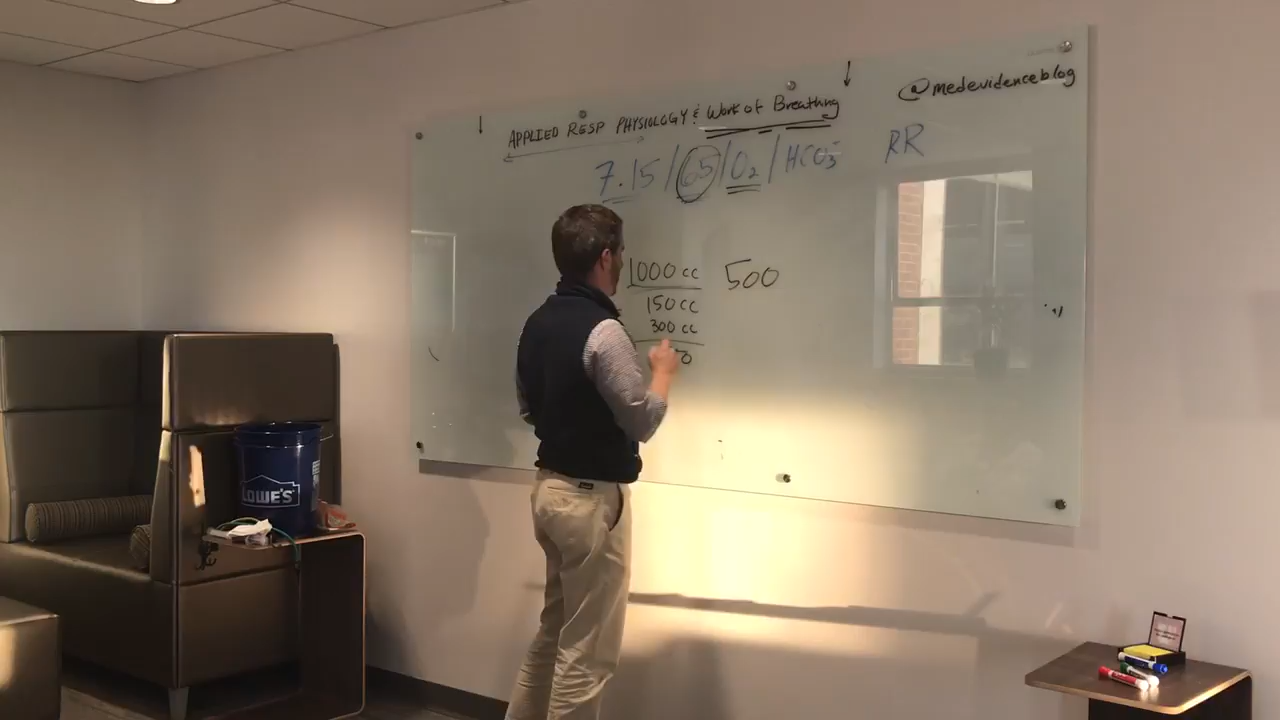 @medevidenceblog
APPLIED RESP PHYSIOLOGY & Work of Breathing
7.15 / 65 / O₂ / HCO₃⁻ RR
1000 cc 500
150 cc
300 cc
LOWE'S